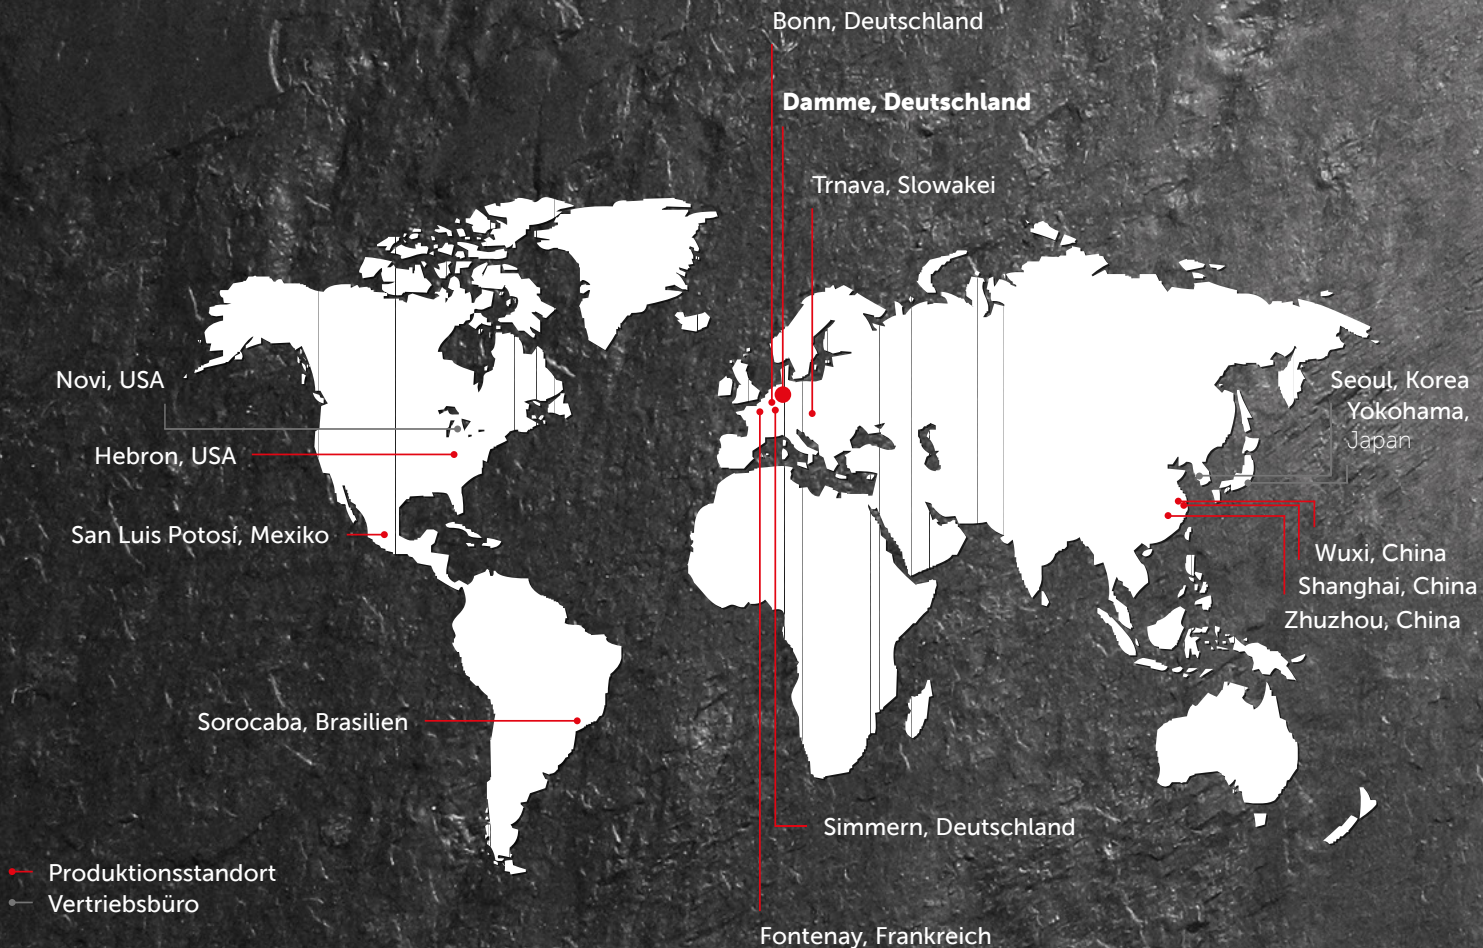 Bonn, Deutschland
Damme, Deutschland
Trnava, Slowakei
Novi, USA
Seoul, Korea
Yokohama,
Japan
Hebron, USA
San Luis Potosí, Mexiko
Wuxi, China
Shanghai, China
Zhuzhou, China
Sorocaba, Brasilien
Simmern, Deutschland
Produktionsstandort
Vertriebsbüro
Fontenay, Frankreich